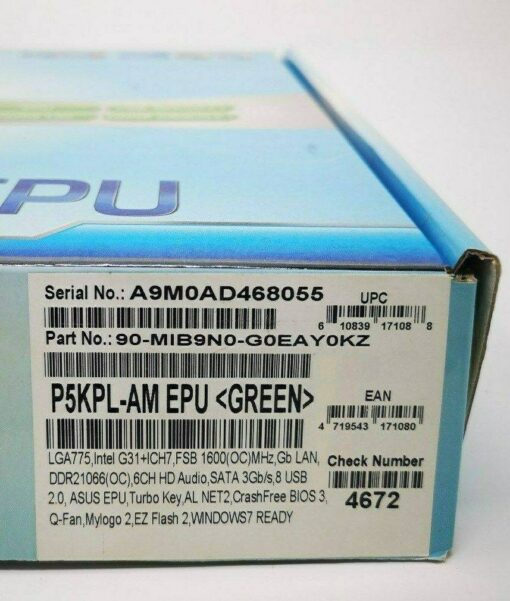 EPU
Serial No.: A9M0AD468055
UPC
6 10839 17108 8
Part No.: 90-MIB9N0-G0EAY0KZ
P5KPL-AM EPU <GREEN>
EAN
4 719543 171080
LGA775,Intel G31+ICH7,FSB 1600(OC)MHz,Gb LAN,
DDR21066(OC),6CH HD Audio,SATA 3Gb/s,8 USB
2.0, ASUS EPU,Turbo Key,AL NET2,CrashFree BIOS 3,
Q-Fan,Mylogo 2,EZ Flash 2,WINDOWS7 READY
Check Number
4672